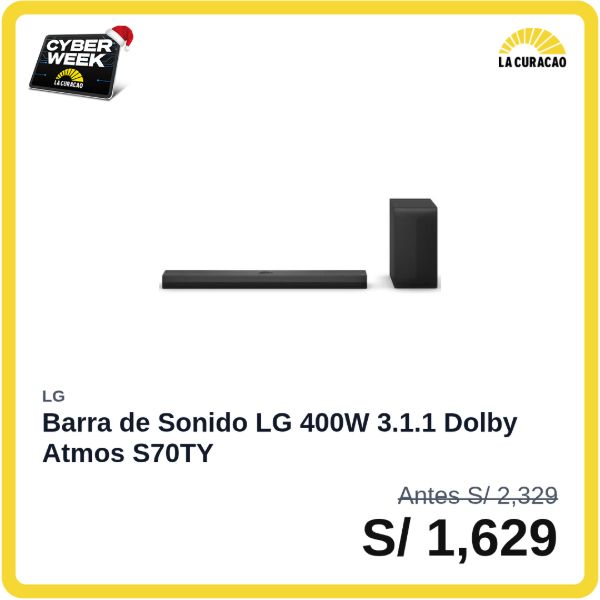 CYBER
WEEK
LA CURACAO
LA CURACAO
LG
Barra de Sonido LG 400W 3.1.1 Dolby
Atmos S70TY
Antes S/ 2,329
S/ 1,629